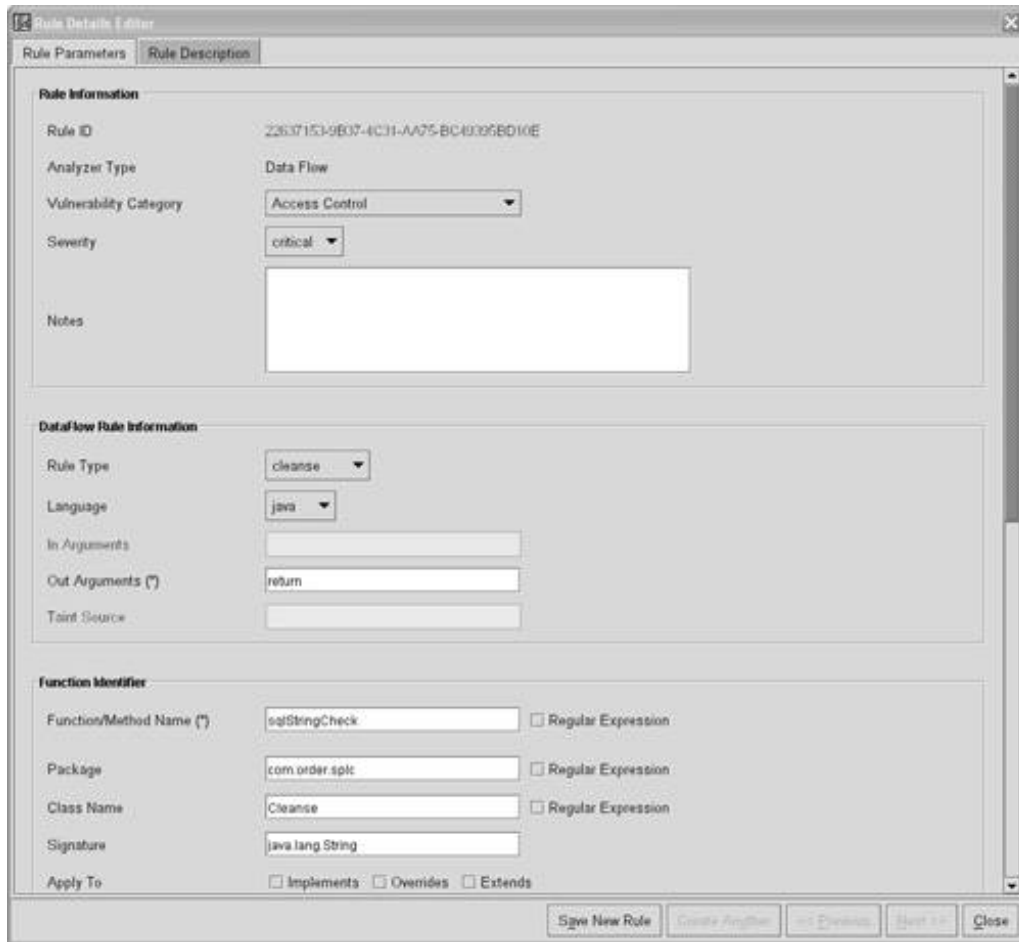 Rule Details Editor
Rule Parameters Rule Description
Rule Information
Rule ID 22637153-9B37-4C31-AA75-BC49395BD10E
Analyzer Type Data Flow
Vulnerability Category Access Control
Severity critical
Notes
DataFlow Rule Information
Rule Type cleanse
Language java
In Arguments
Out Arguments (*) return
Taint Source
Function Identifier
Function/Method Name (*) sqlStringCheck Regular Expression
Package com.order.splc Regular Expression
Class Name Cleanse Regular Expression
Signature java.lang.String
Apply To Implements Overrides Extends
Save New Rule Create Another << Previous Next >> Close